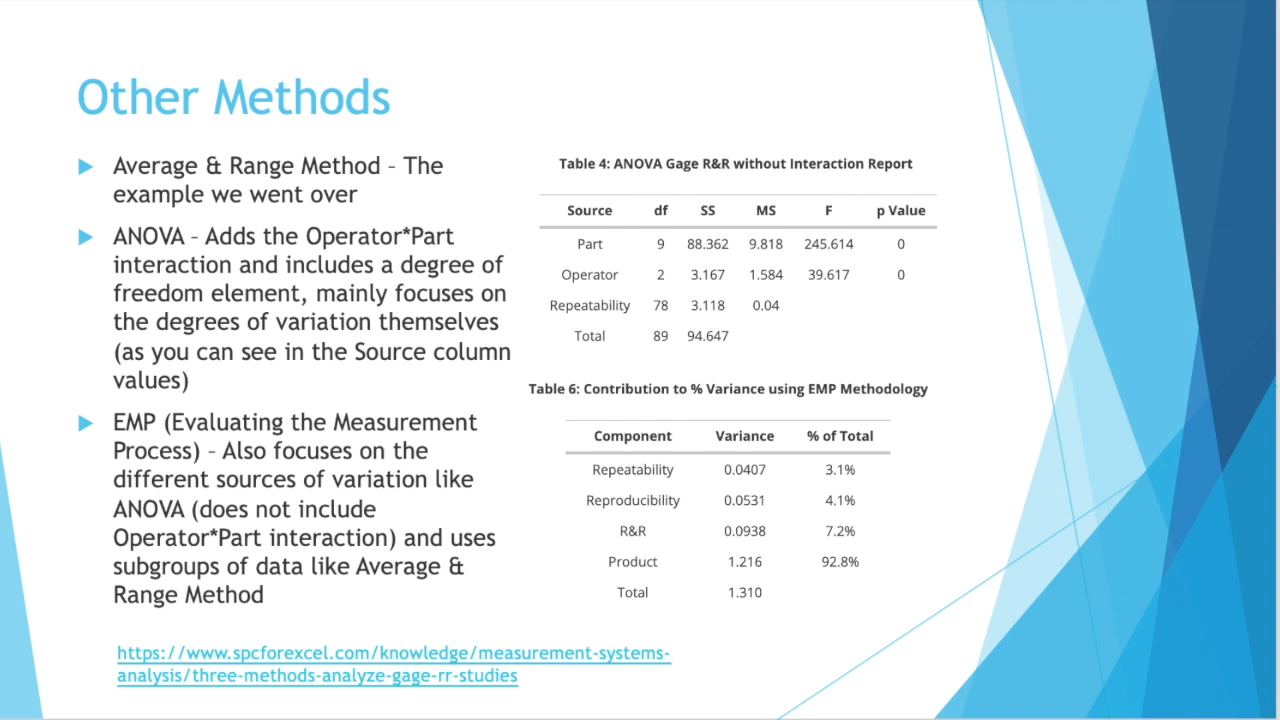 Other Methods
Average & Range Method – The
example we went over
ANOVA – Adds the Operator*Part
interaction and includes a degree of
freedom element, mainly focuses on
the degrees of variation themselves
(as you can see in the Source column
values)
EMP (Evaluating the Measurement
Process) – Also focuses on the
different sources of variation like
ANOVA (does not include
Operator*Part interaction) and uses
subgroups of data like Average &
Range Method
https://www.spcforexcel.com/knowledge/measurement-systems-
analysis/three-methods-analyze-gage-rr-studies
Table 4: ANOVA Gage R&R without Interaction Report
Source df SS MS F p Value
Part 9 88.362 9.818 245.614 0
Operator 2 3.167 1.584 39.617 0
Repeatability 78 3.118 0.04
Total 89 94.647
Table 6: Contribution to % Variance using EMP Methodology
Component Variance % of Total
Repeatability 0.0407 3.1%
Reproducibility 0.0531 4.1%
R&R 0.0938 7.2%
Product 1.216 92.8%
Total 1.310